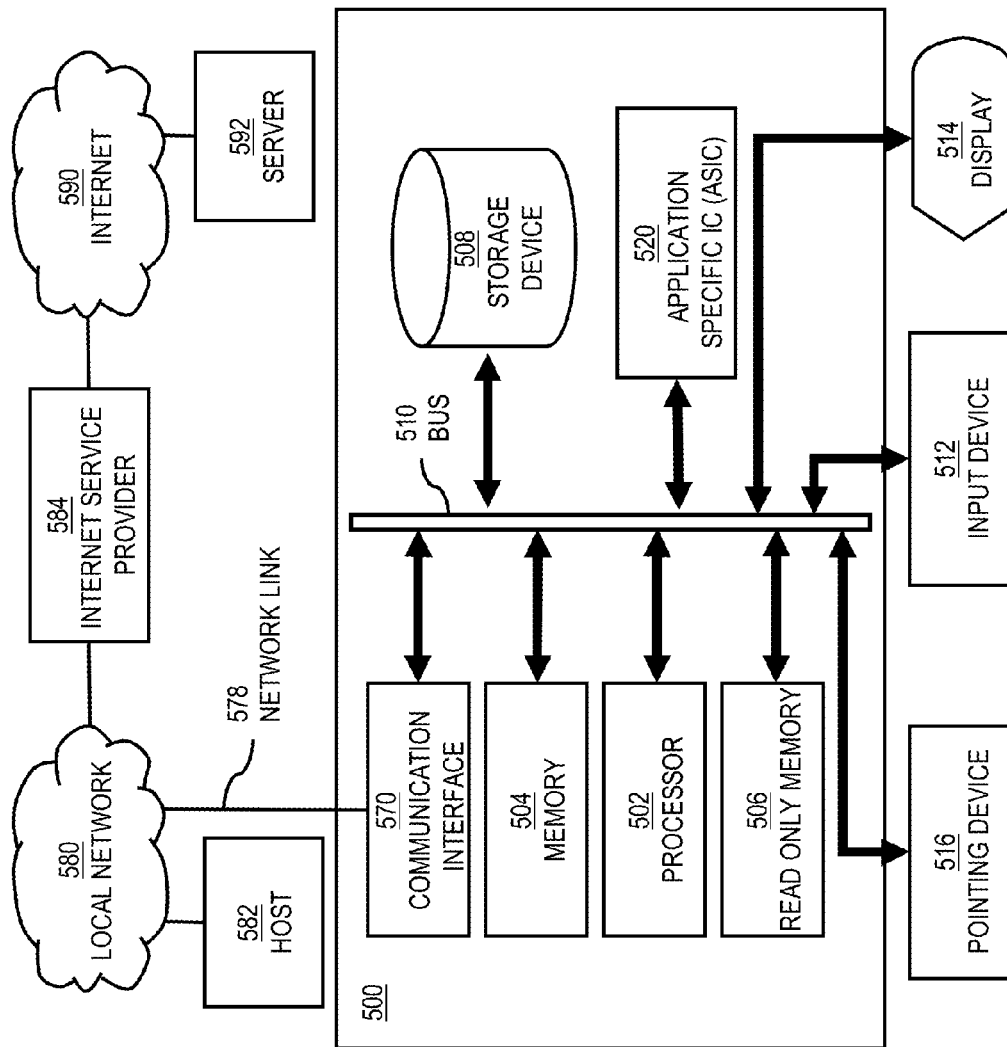 590
INTERNET
592
SERVER
584
INTERNET SERVICE
PROVIDER
580
LOCAL NETWORK
582
HOST
578
NETWORK LINK
500
510
BUS
508
STORAGE
DEVICE
520
APPLICATION
SPECIFIC IC (ASIC)
570
COMMUNICATION
INTERFACE
504
MEMORY
502
PROCESSOR
506
READ ONLY MEMORY
514
DISPLAY
512
INPUT DEVICE
516
POINTING DEVICE